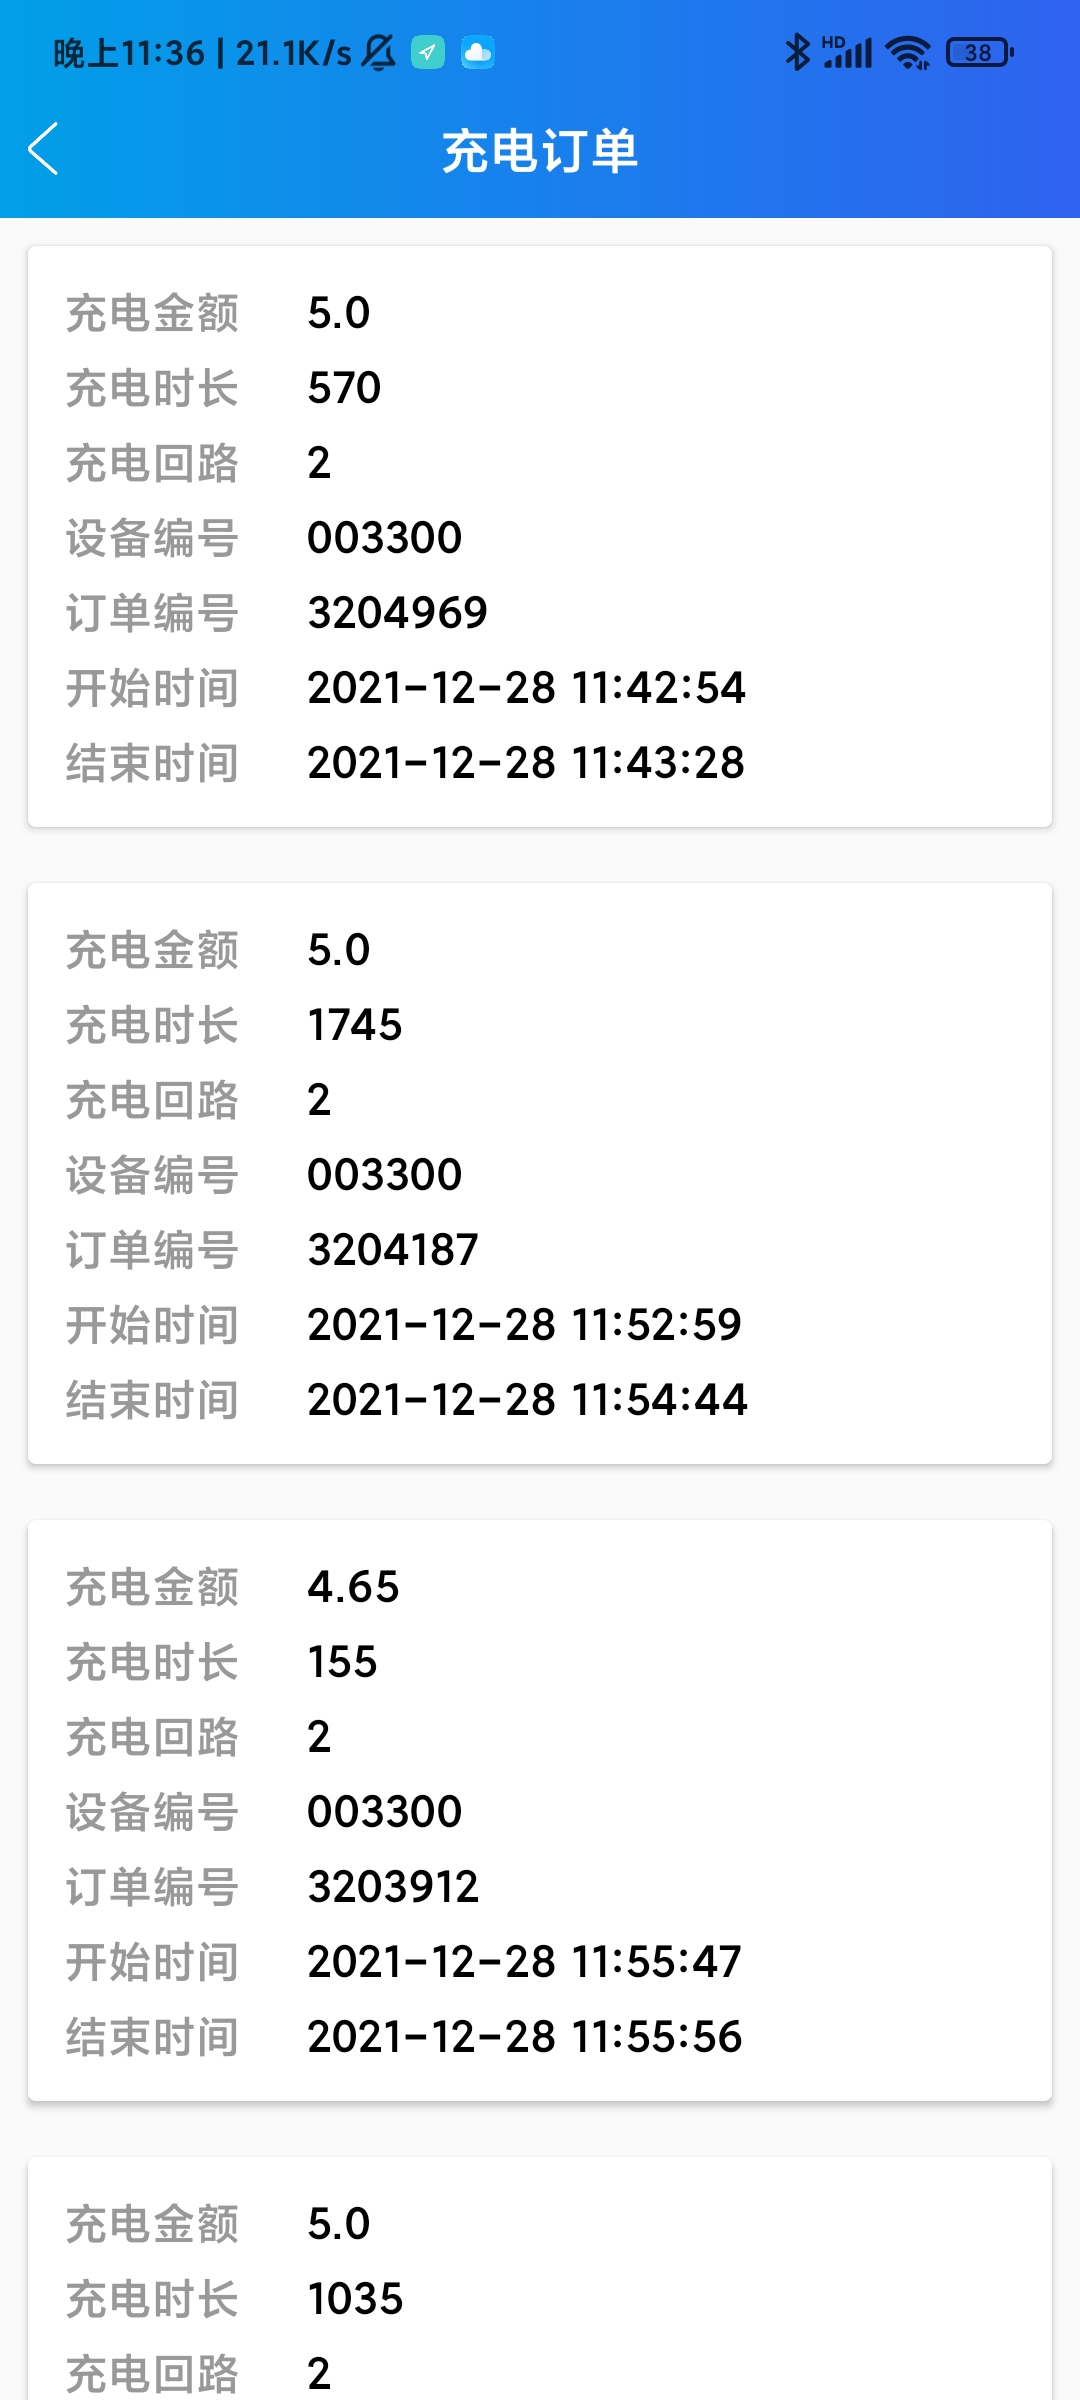 晚上11:36 | 21.1K/s HD 38
充电订单
充电金额 5.0
充电时长 570
充电回路 2
设备编号 003300
订单编号 3204969
开始时间 2021-12-28 11:42:54
结束时间 2021-12-28 11:43:28
充电金额 5.0
充电时长 1745
充电回路 2
设备编号 003300
订单编号 3204187
开始时间 2021-12-28 11:52:59
结束时间 2021-12-28 11:54:44
充电金额 4.65
充电时长 155
充电回路 2
设备编号 003300
订单编号 3203912
开始时间 2021-12-28 11:55:47
结束时间 2021-12-28 11:55:56
充电金额 5.0
充电时长 1035
充电回路 2